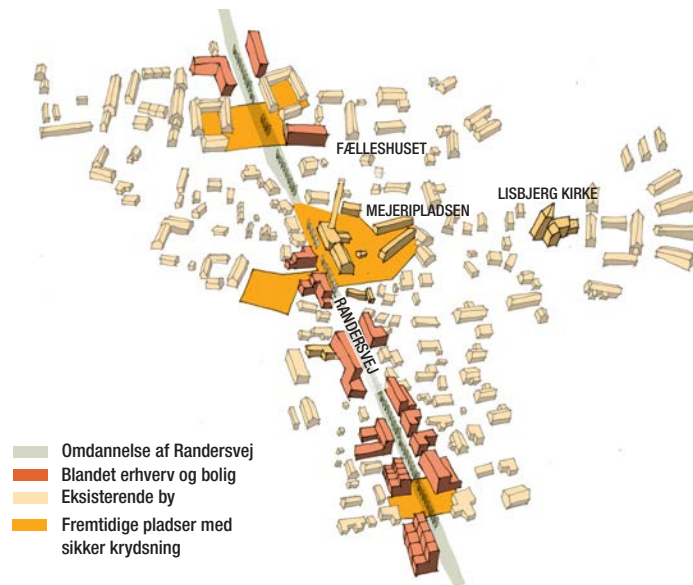 FÆLLESHUSET
LISBJERG KIRKE
MEJERIPLADSEN
RANDERSVEJ
Omdannelse af Randersvej
Blandet erhverv og bolig
Eksisterende by
Fremtidige pladser med
sikker krydsning